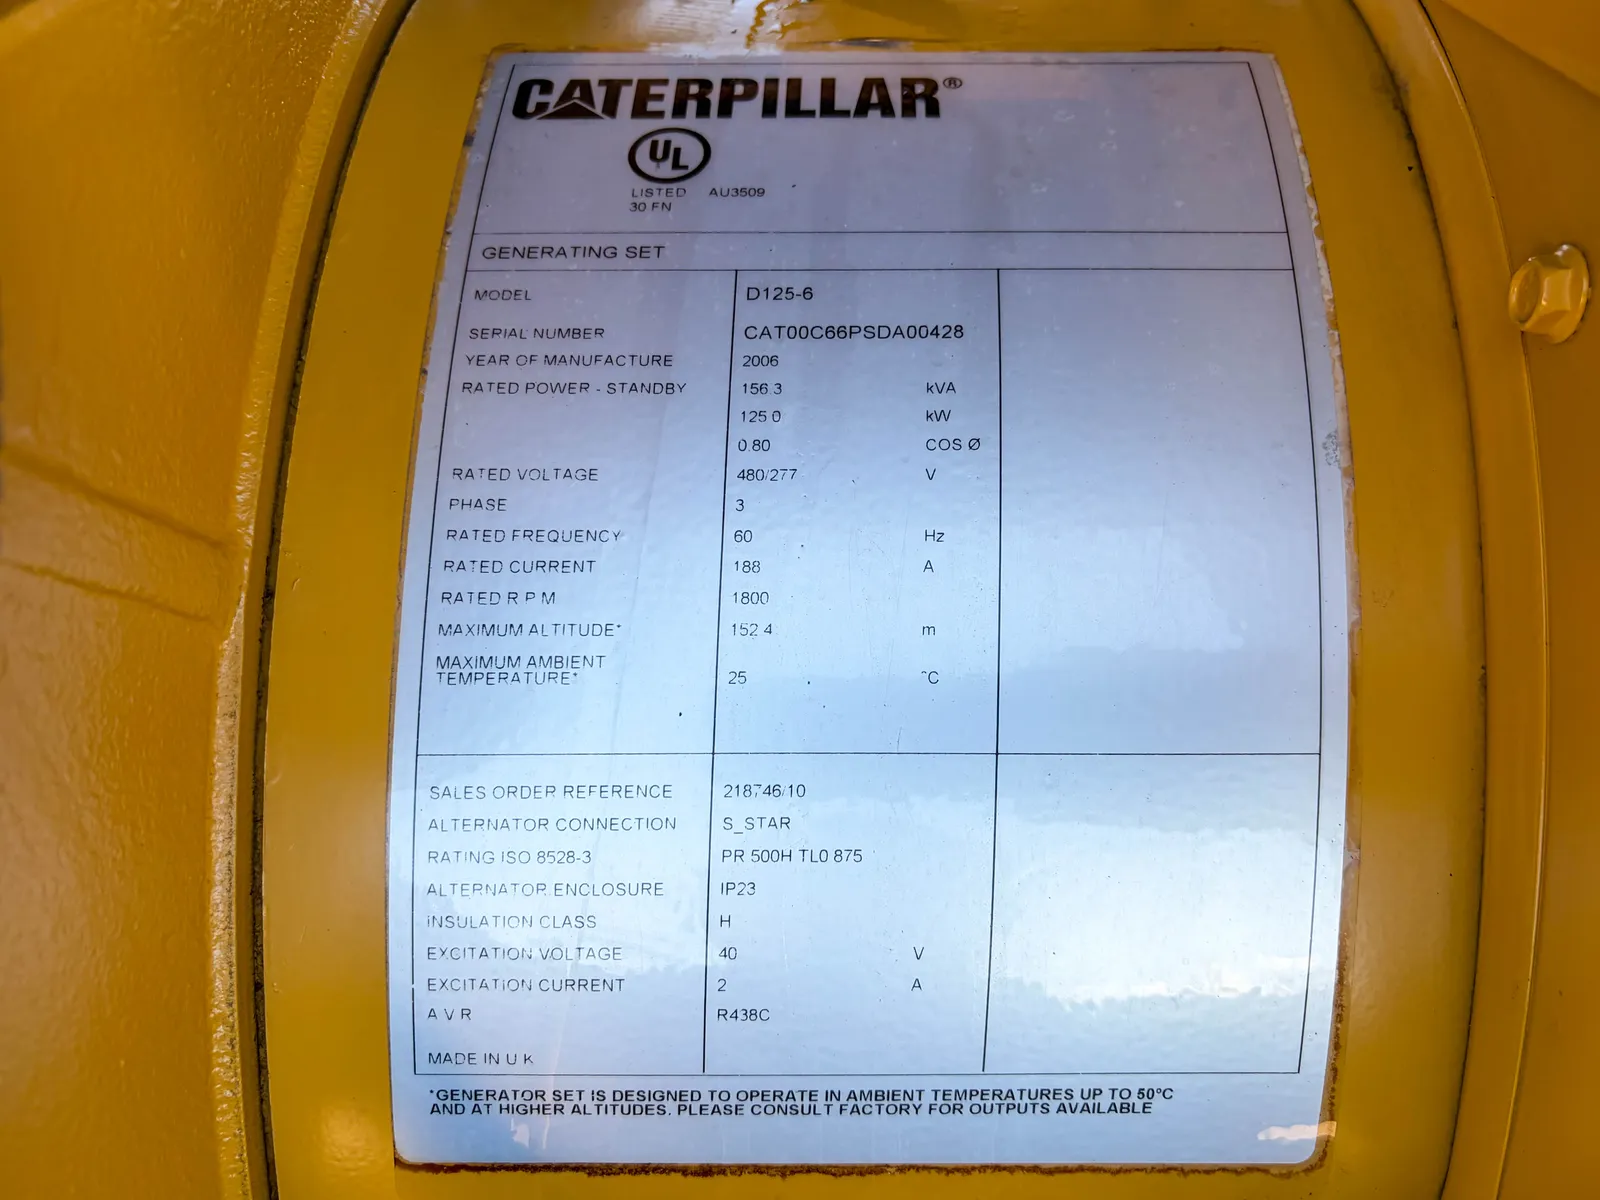 CATERPILLAR®
UL
LISTED AU3509
30 FN
GENERATING SET
MODEL D125-6
SERIAL NUMBER CAT00C66PSDA00428
YEAR OF MANUFACTURE 2006
RATED POWER - STANDBY 156.3 kVA
125.0 kW
0.80 COS Ø
RATED VOLTAGE 480/277 V
PHASE 3
RATED FREQUENCY 60 Hz
RATED CURRENT 188 A
RATED R P M 1800
MAXIMUM ALTITUDE* 152.4 m
MAXIMUM AMBIENT
TEMPERATURE* 25 °C
SALES ORDER REFERENCE 218746/10
ALTERNATOR CONNECTION S_STAR
RATING ISO 8528-3 PR 500H TL0 875
ALTERNATOR ENCLOSURE IP23
INSULATION CLASS H
EXCITATION VOLTAGE 40 V
EXCITATION CURRENT 2 A
A V R R438C
MADE IN U K
*GENERATOR SET IS DESIGNED TO OPERATE IN AMBIENT TEMPERATURES UP TO 50°C
AND AT HIGHER ALTITUDES. PLEASE CONSULT FACTORY FOR OUTPUTS AVAILABLE